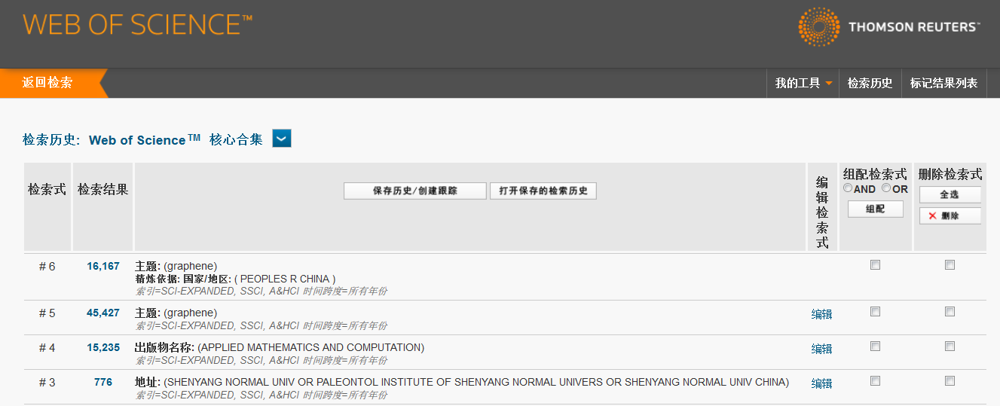 WEB OF SCIENCE™
THOMSON REUTERS™
返回检索
我的工具
检索历史
标记结果列表
检索历史: Web of Science™ 核心合集
检索式
检索结果
保存历史/创建跟踪
打开保存的检索历史
编辑检索式
组配检索式
AND OR
组配
删除检索式
全选
删除
# 6
16,167
主题: (graphene)
精炼依据: 国家/地区: ( PEOPLES R CHINA )
索引=SCI-EXPANDED, SSCI, A&HCI 时间跨度=所有年份
# 5
45,427
主题: (graphene)
索引=SCI-EXPANDED, SSCI, A&HCI 时间跨度=所有年份
编辑
# 4
15,235
出版物名称: (APPLIED MATHEMATICS AND COMPUTATION)
索引=SCI-EXPANDED, SSCI, A&HCI 时间跨度=所有年份
编辑
# 3
776
地址: (SHENYANG NORMAL UNIV OR PALEONTOL INSTITUTE OF SHENYANG NORMAL UNIVERS OR SHENYANG NORMAL UNIV CHINA)
索引=SCI-EXPANDED, SSCI, A&HCI 时间跨度=所有年份
编辑